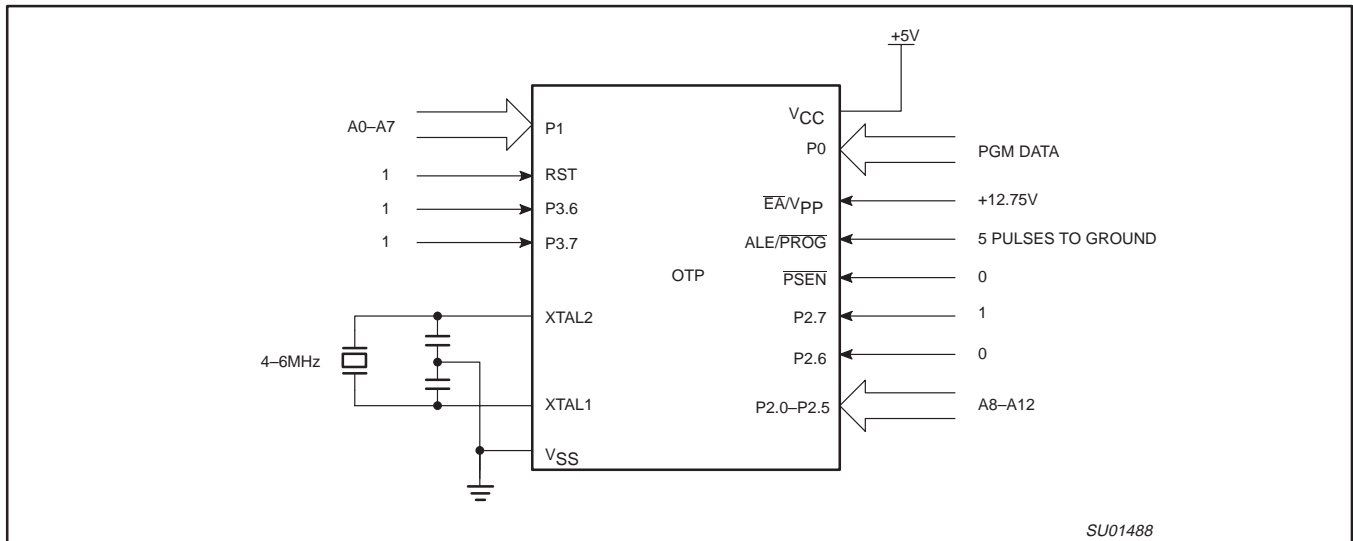 +5V
A0–A7
P1
VCC
P0
PGM DATA
1
RST
1
P3.6
EA/VPP
+12.75V
1
P3.7
ALE/PROG
5 PULSES TO GROUND
OTP
PSEN
0
XTAL2
P2.7
1
4–6MHz
P2.6
0
XTAL1
P2.0–P2.5
A8–A12
VSS
SU01488